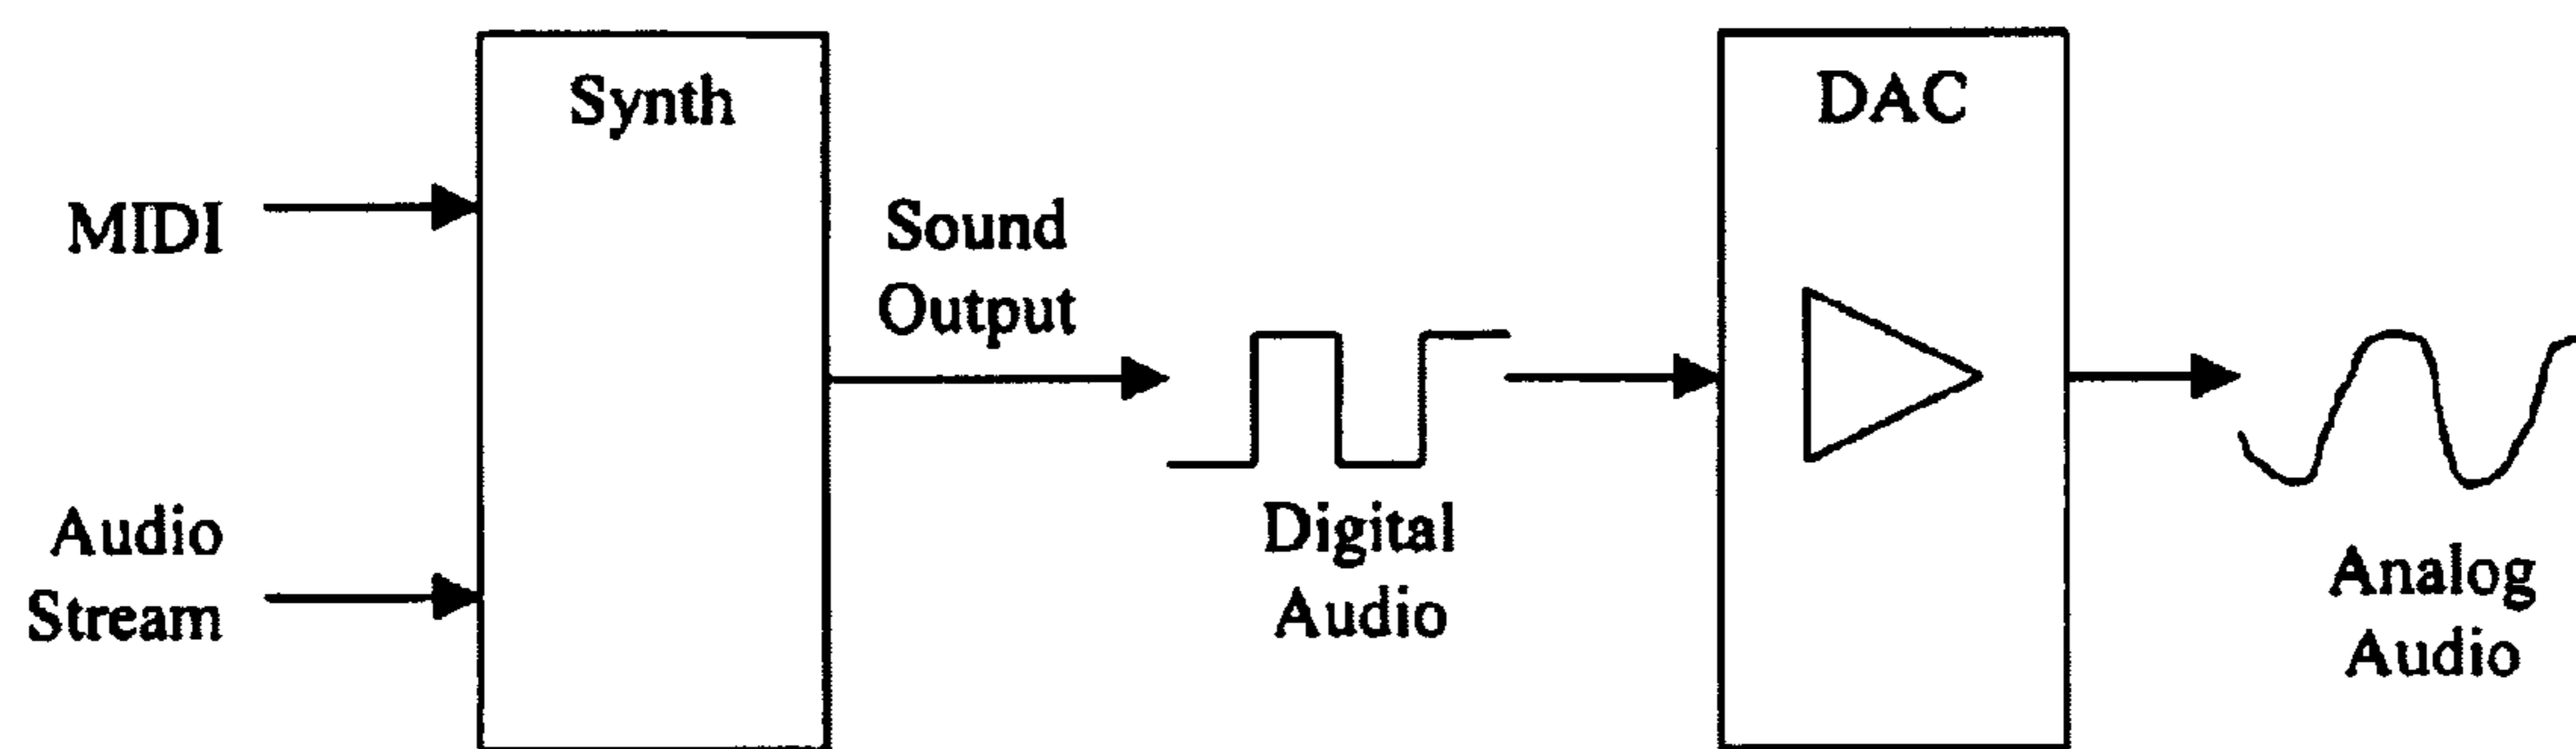 Synth
DAC
MIDI
Sound
Output
Audio
Stream
Digital
Audio
Analog
Audio